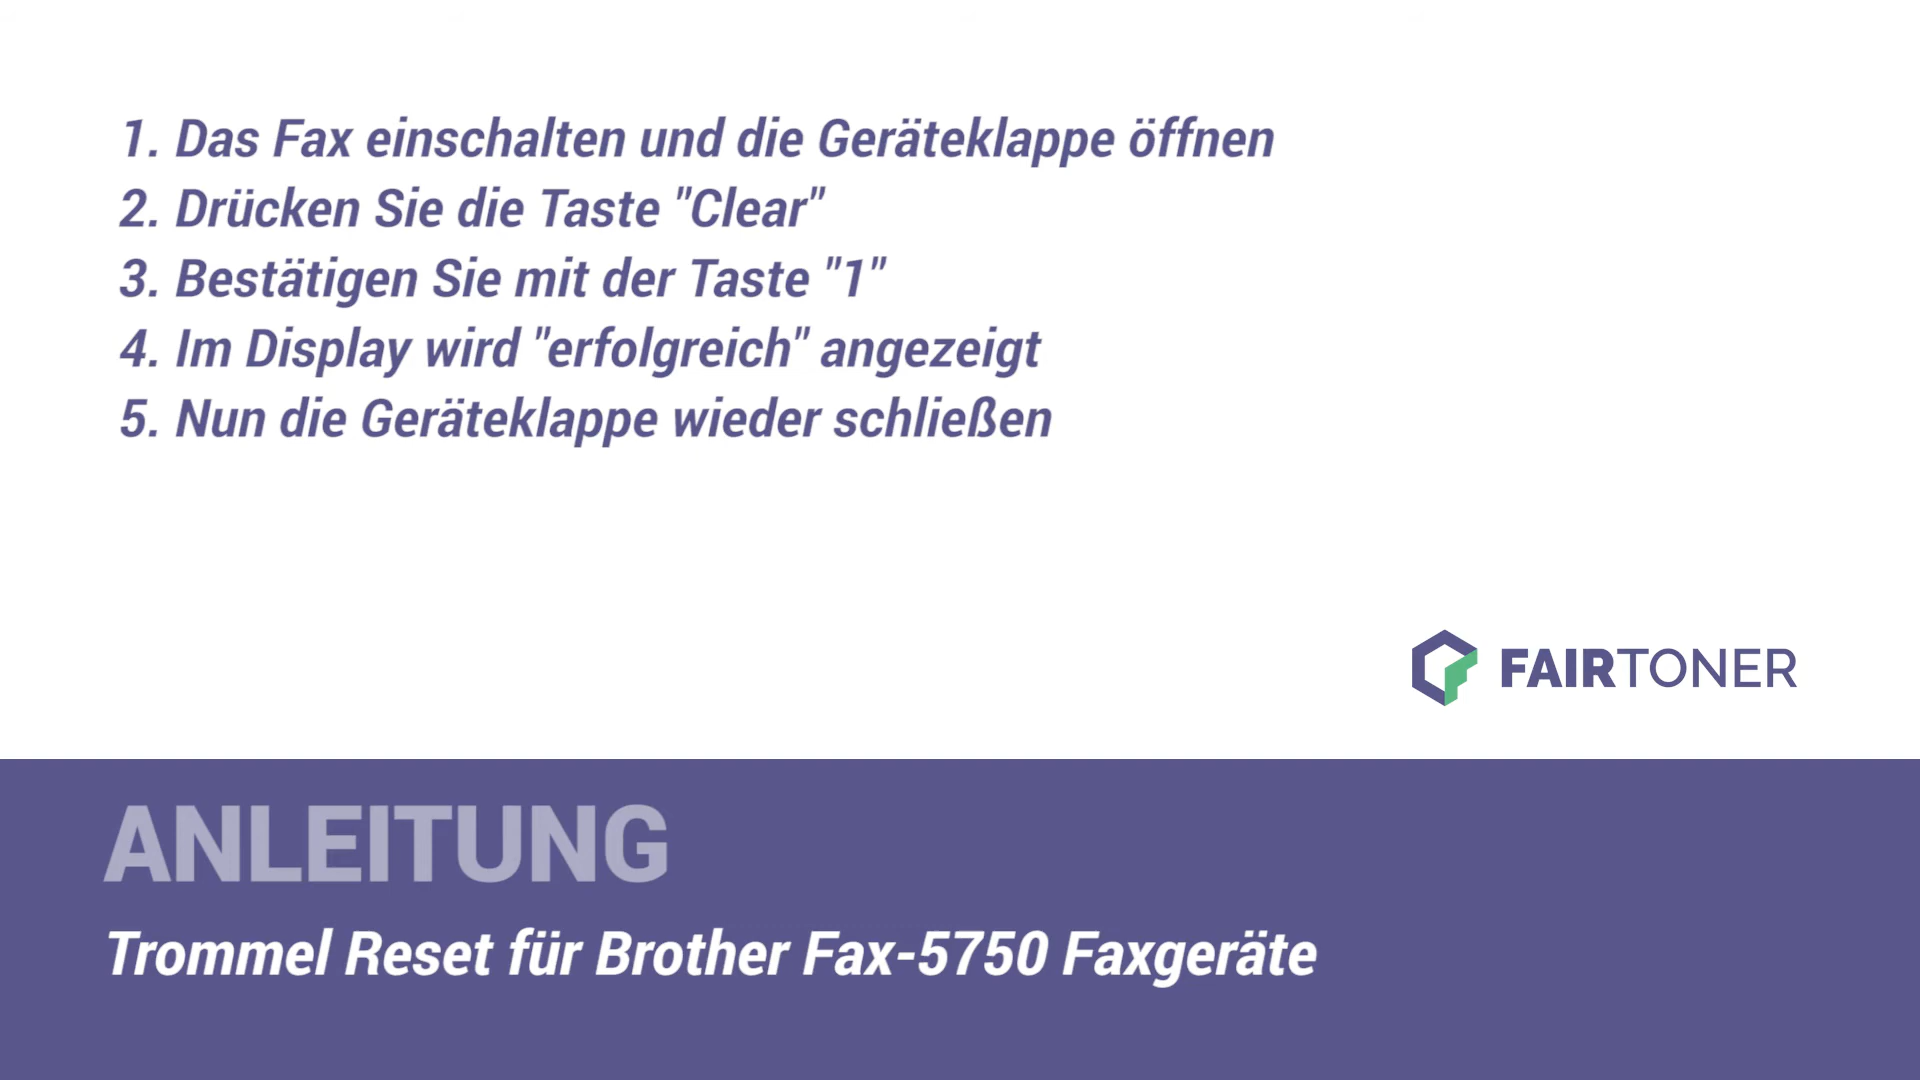 1. Das Fax einschalten und die Geräteklappe öffnen
2. Drücken Sie die Taste "Clear"
3. Bestätigen Sie mit der Taste "1"
4. Im Display wird "erfolgreich" angezeigt
5. Nun die Geräteklappe wieder schließen
FAIRTONER
ANLEITUNG
Trommel Reset für Brother Fax-5750 Faxgeräte